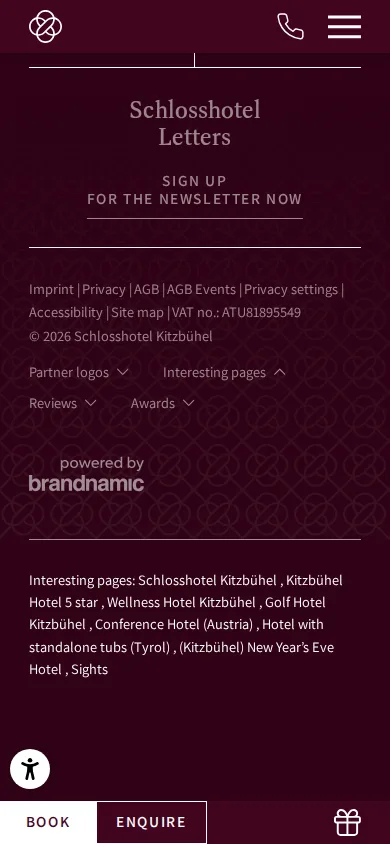 Schlosshotel
Letters
SIGN UP
FOR THE NEWSLETTER NOW
Imprint | Privacy | AGB | AGB Events | Privacy settings |
Accessibility | Site map | VAT no.: ATU81895549
© 2026 Schlosshotel Kitzbühel
Partner logos Interesting pages
Reviews Awards
powered by
brandnamic
Interesting pages: Schlosshotel Kitzbühel , Kitzbühel
Hotel 5 star , Wellness Hotel Kitzbühel , Golf Hotel
Kitzbühel , Conference Hotel (Austria) , Hotel with
standalone tubs (Tyrol) , (Kitzbühel) New Year’s Eve
Hotel , Sights
BOOK ENQUIRE